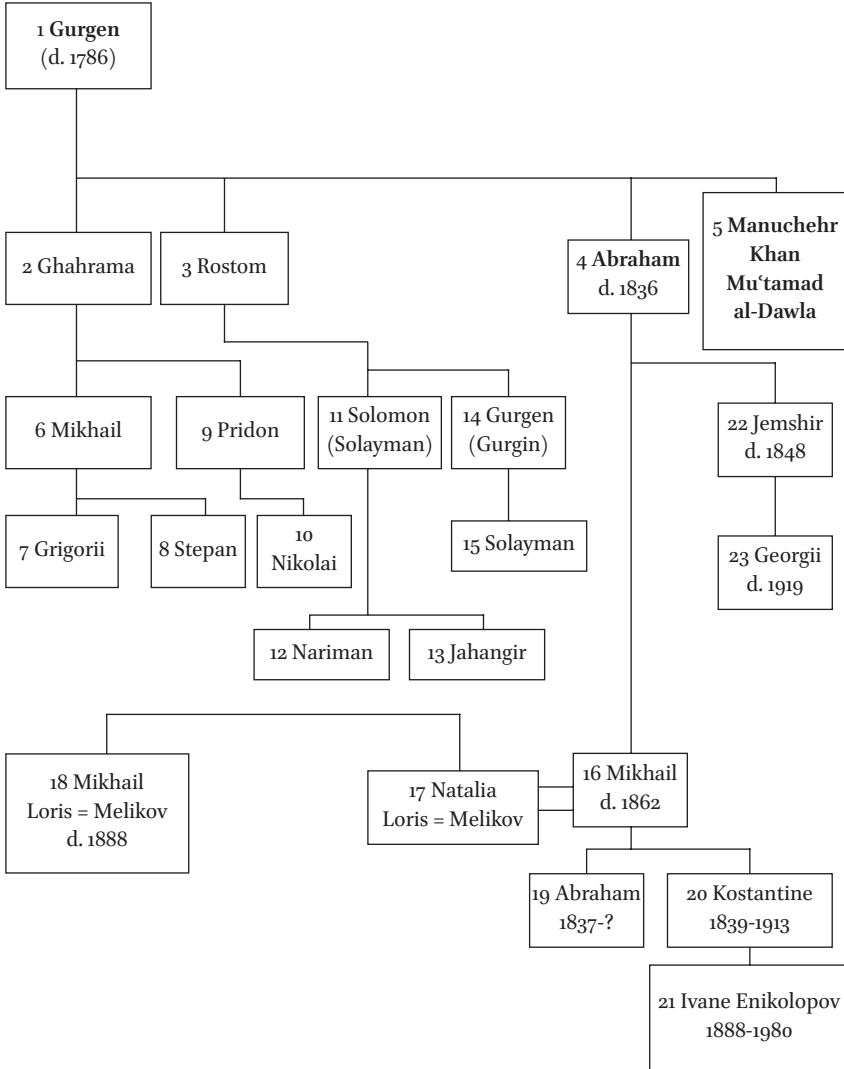 1 Gurgen
(d. 1786)
2 Ghahrama
3 Rostom
4 Abraham
d. 1836
5 Manuchehr
Khan
Muʿtamad
al-Dawla
6 Mikhail
9 Pridon
11 Solomon
(Solayman)
14 Gurgen
(Gurgin)
22 Jemshir
d. 1848
7 Grigorii
8 Stepan
10
Nikolai
15 Solayman
23 Georgii
d. 1919
12 Nariman
13 Jahangir
18 Mikhail
Loris = Melikov
d. 1888
17 Natalia
Loris = Melikov
16 Mikhail
d. 1862
19 Abraham
1837-?
20 Kostantine
1839-1913
21 Ivane Enikolopov
1888-1980